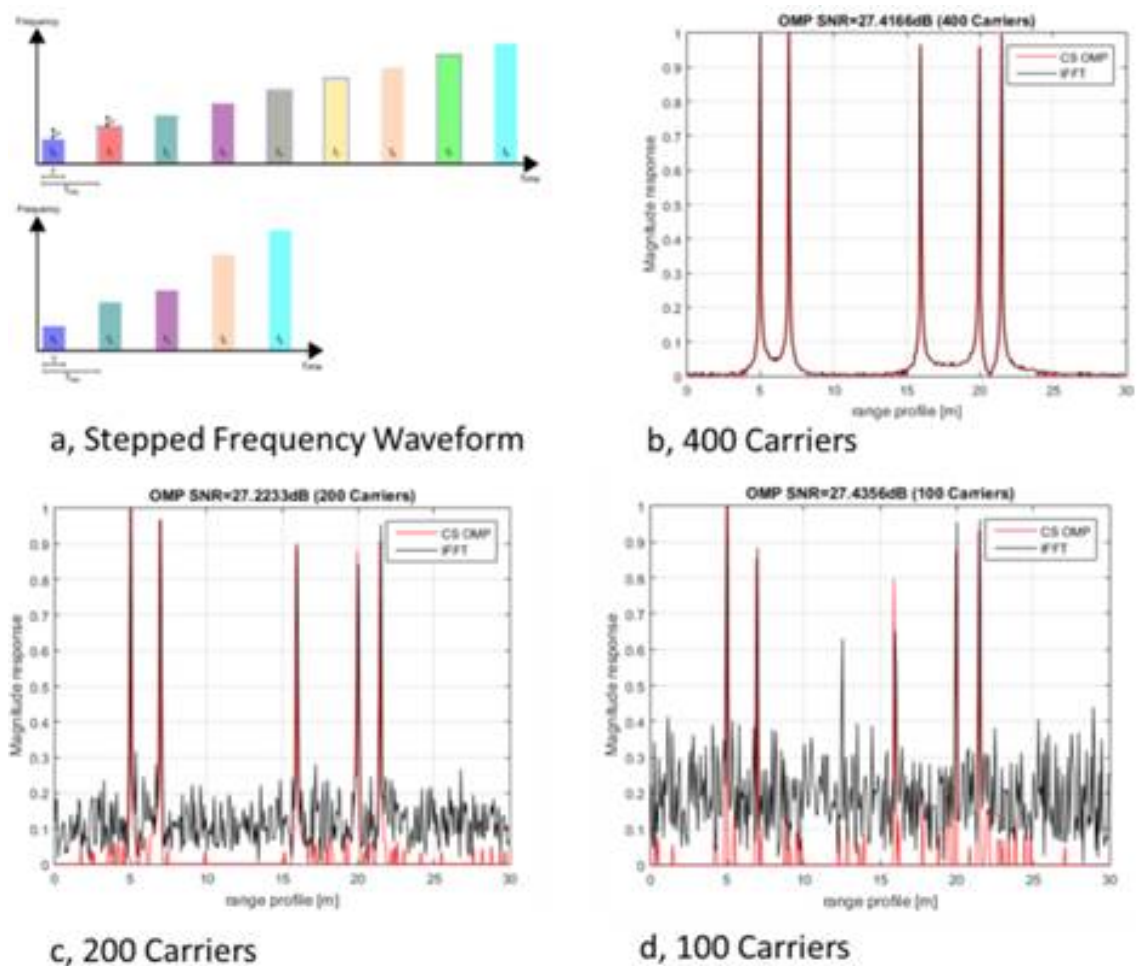 Frequency
Time
Frequency
Time
a, Stepped Frequency Waveform
OMP SNR=27.4166dB (400 Carriers)
CS OMP
IFFT
Magnitude response
1
0.9
0.8
0.7
0.6
0.5
0.4
0.3
0.2
0.1
0
0 5 10 15 20 25 30
range profile [m]
b, 400 Carriers
OMP SNR=27.2233dB (200 Carriers)
CS OMP
IFFT
Magnitude response
1
0.9
0.8
0.7
0.6
0.5
0.4
0.3
0.2
0.1
0
0 5 10 15 20 25 30
range profile [m]
c, 200 Carriers
OMP SNR=27.4356dB (100 Carriers)
CS OMP
IFFT
Magnitude response
1
0.9
0.8
0.7
0.6
0.5
0.4
0.3
0.2
0.1
0
0 5 10 15 20 25 30
range profile [m]
d, 100 Carriers